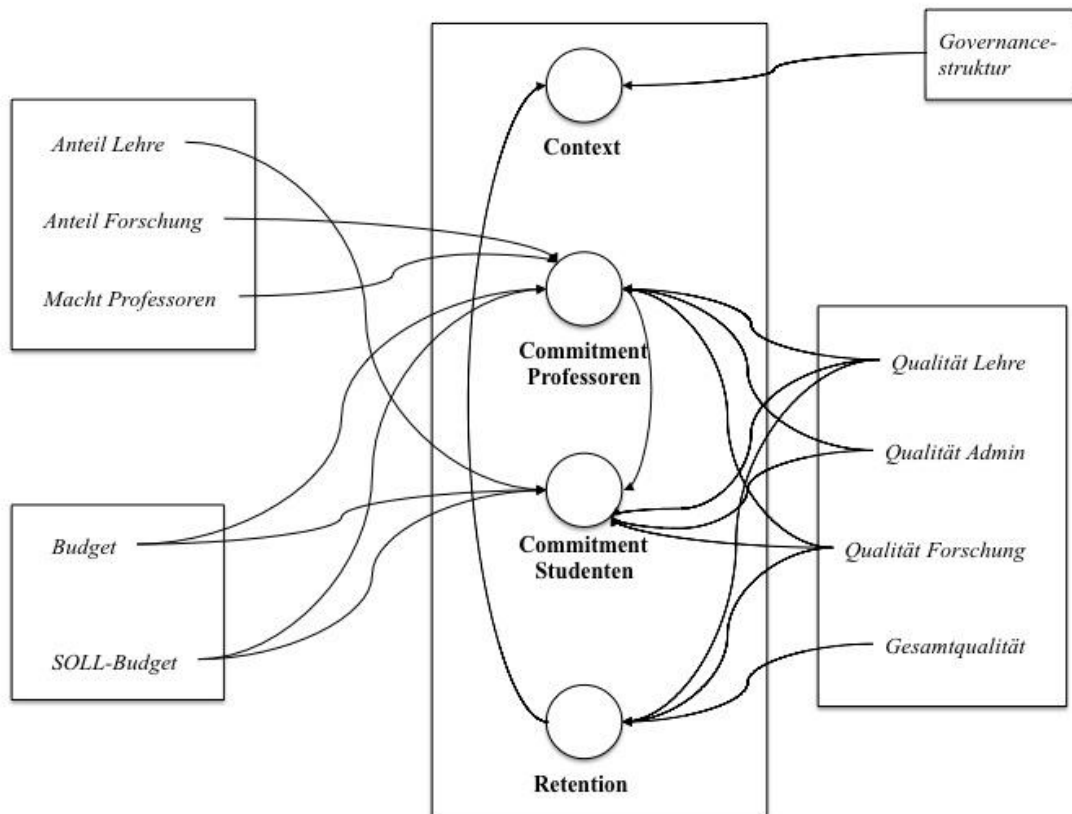 Governance-
struktur
Context
Anteil Lehre
Anteil Forschung
Macht Professoren
Commitment
Professoren
Qualität Lehre
Qualität Admin
Qualität Forschung
Gesamtqualität
Commitment
Studenten
Budget
SOLL-Budget
Retention